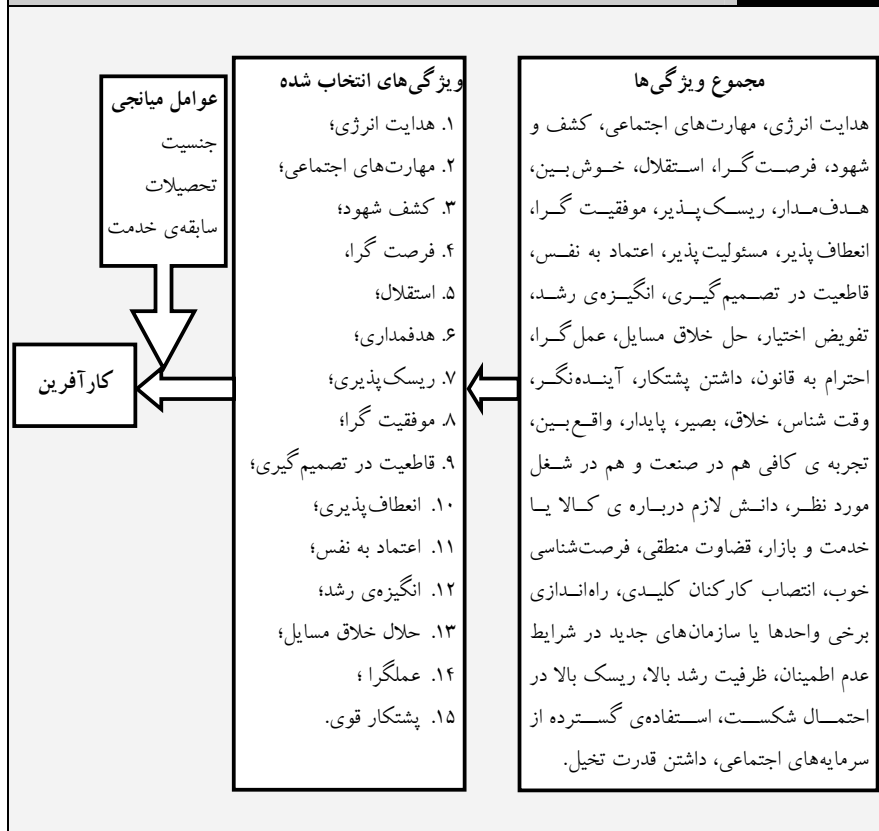 مجموع ویژگی‌ها
هدایت انرژی، مهارت‌های اجتماعی، کشف و
شهود، فرصت‌گرا، استقلال، خوش‌بین،
هدف‌مدار، ریسک‌پذیر، موفقیت گرا،
انعطاف‌پذیر، مسئولیت‌پذیر، اعتماد به نفس،
قاطعیت در تصمیم‌گیری، انگیزه‌ی رشد،
تفویض اختیار، حل خلاق مسایل، عمل‌گرا،
احترام به قانون، داشتن پشتکار، آینده‌نگر،
وقت شناس، خلاق، بصیر، پایدار، واقع‌بین،
تجربه ی کافی هم در صنعت و هم در شغل
مورد نظر، دانش لازم درباره ی کالا یا
خدمت و بازار، قضاوت منطقی، فرصت‌شناسی
خوب، انتصاب کارکنان کلیدی، راه‌اندازی
برخی واحدها یا سازمان‌های جدید در شرایط
عدم اطمینان، ظرفیت رشد بالا، ریسک بالا در
احتمال شکست، استفاده‌ی گسترده از
سرمایه‌های اجتماعی، داشتن قدرت تخیل.
ویژگی‌های انتخاب شده
۱. هدایت انرژی؛
۲. مهارت‌های اجتماعی؛
۳. کشف شهود؛
۴. فرصت گرا،
۵. استقلال؛
۶. هدفمداری؛
۷. ریسک‌پذیری؛
۸. موفقیت گرا؛
۹. قاطعیت در تصمیم‌گیری؛
۱۰. انعطاف‌پذیری؛
۱۱. اعتماد به نفس؛
۱۲. انگیزه‌ی رشد؛
۱۳. حلال خلاق مسایل؛
۱۴. عملگرا ؛
۱۵. پشتکار قوی.
عوامل میانجی
جنسیت
تحصیلات
سابقه‌ی خدمت
کارآفرین